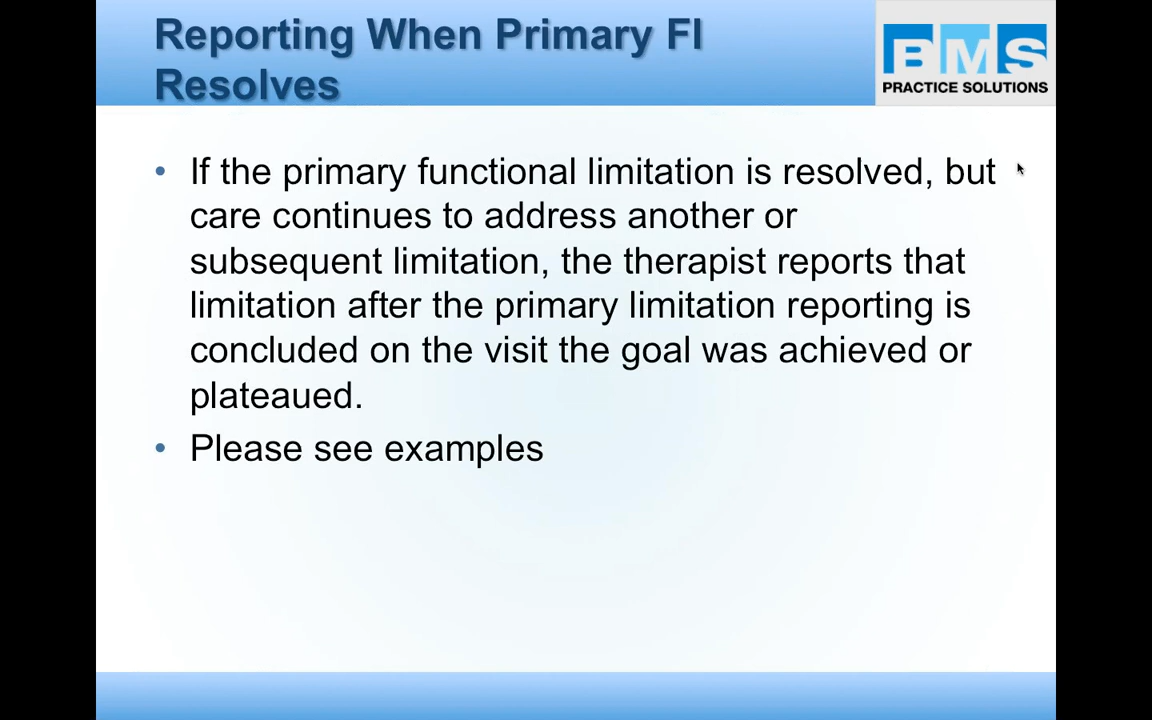 Reporting When Primary Fl
Resolves
BMS
PRACTICE SOLUTIONS
• If the primary functional limitation is resolved, but
care continues to address another or
subsequent limitation, the therapist reports that
limitation after the primary limitation reporting is
concluded on the visit the goal was achieved or
plateaued.
• Please see examples